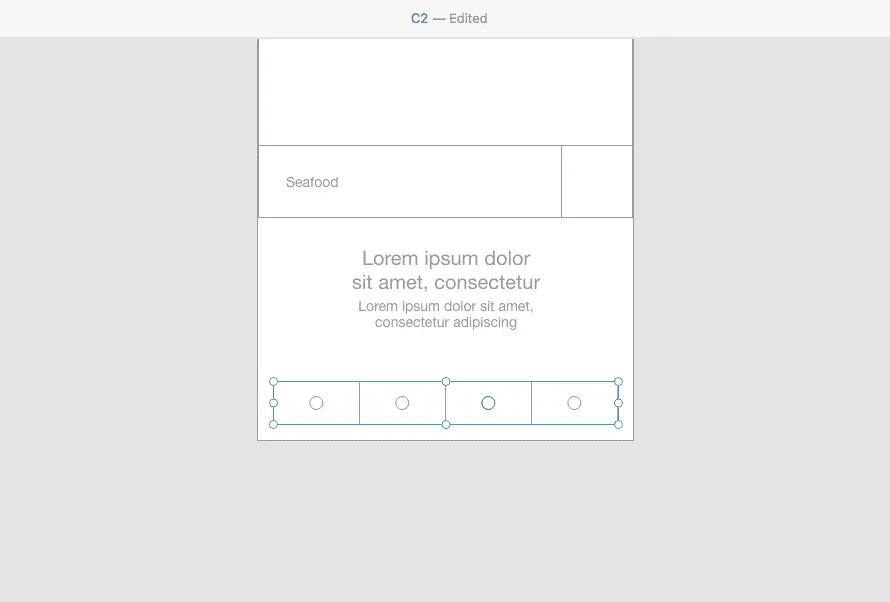 C2 — Edited
Seafood
Lorem ipsum dolor
sit amet, consectetur
Lorem ipsum dolor sit amet,
consectetur adipiscing